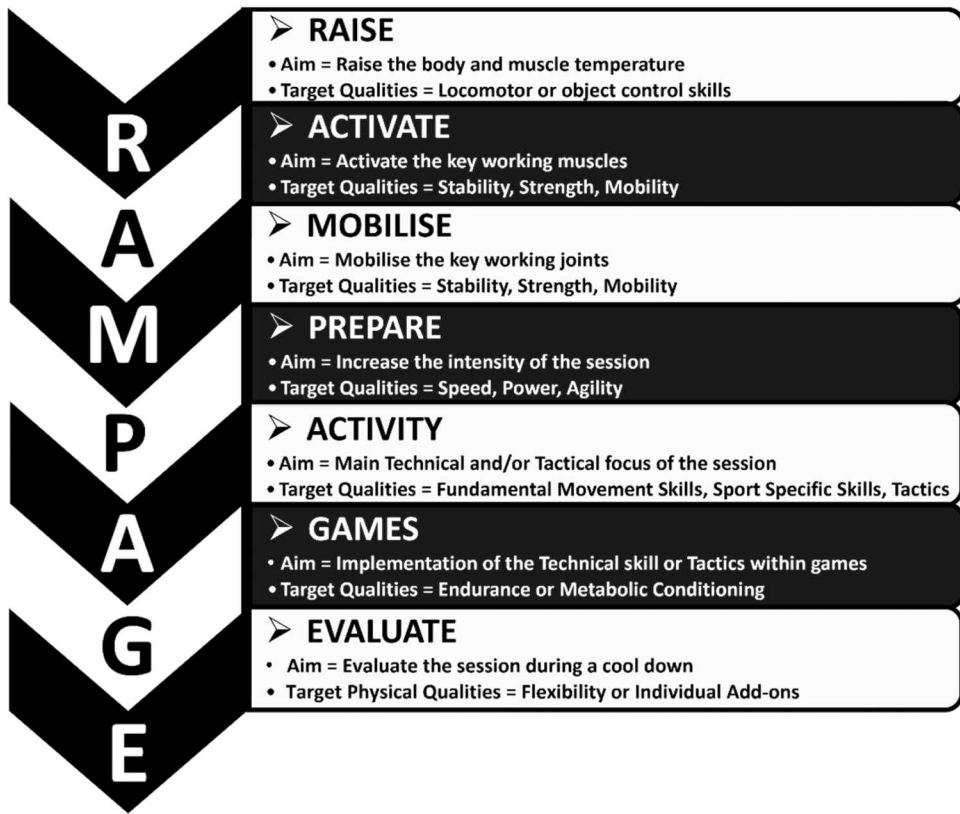 R
A
M
P
A
G
E
➢ RAISE
• Aim = Raise the body and muscle temperature
• Target Qualities = Locomotor or object control skills
➢ ACTIVATE
• Aim = Activate the key working muscles
• Target Qualities = Stability, Strength, Mobility
➢ MOBILISE
• Aim = Mobilise the key working joints
• Target Qualities = Stability, Strength, Mobility
➢ PREPARE
• Aim = Increase the intensity of the session
• Target Qualities = Speed, Power, Agility
➢ ACTIVITY
• Aim = Main Technical and/or Tactical focus of the session
• Target Qualities = Fundamental Movement Skills, Sport Specific Skills, Tactics
➢ GAMES
• Aim = Implementation of the Technical skill or Tactics within games
• Target Qualities = Endurance or Metabolic Conditioning
➢ EVALUATE
• Aim = Evaluate the session during a cool down
• Target Physical Qualities = Flexibility or Individual Add-ons